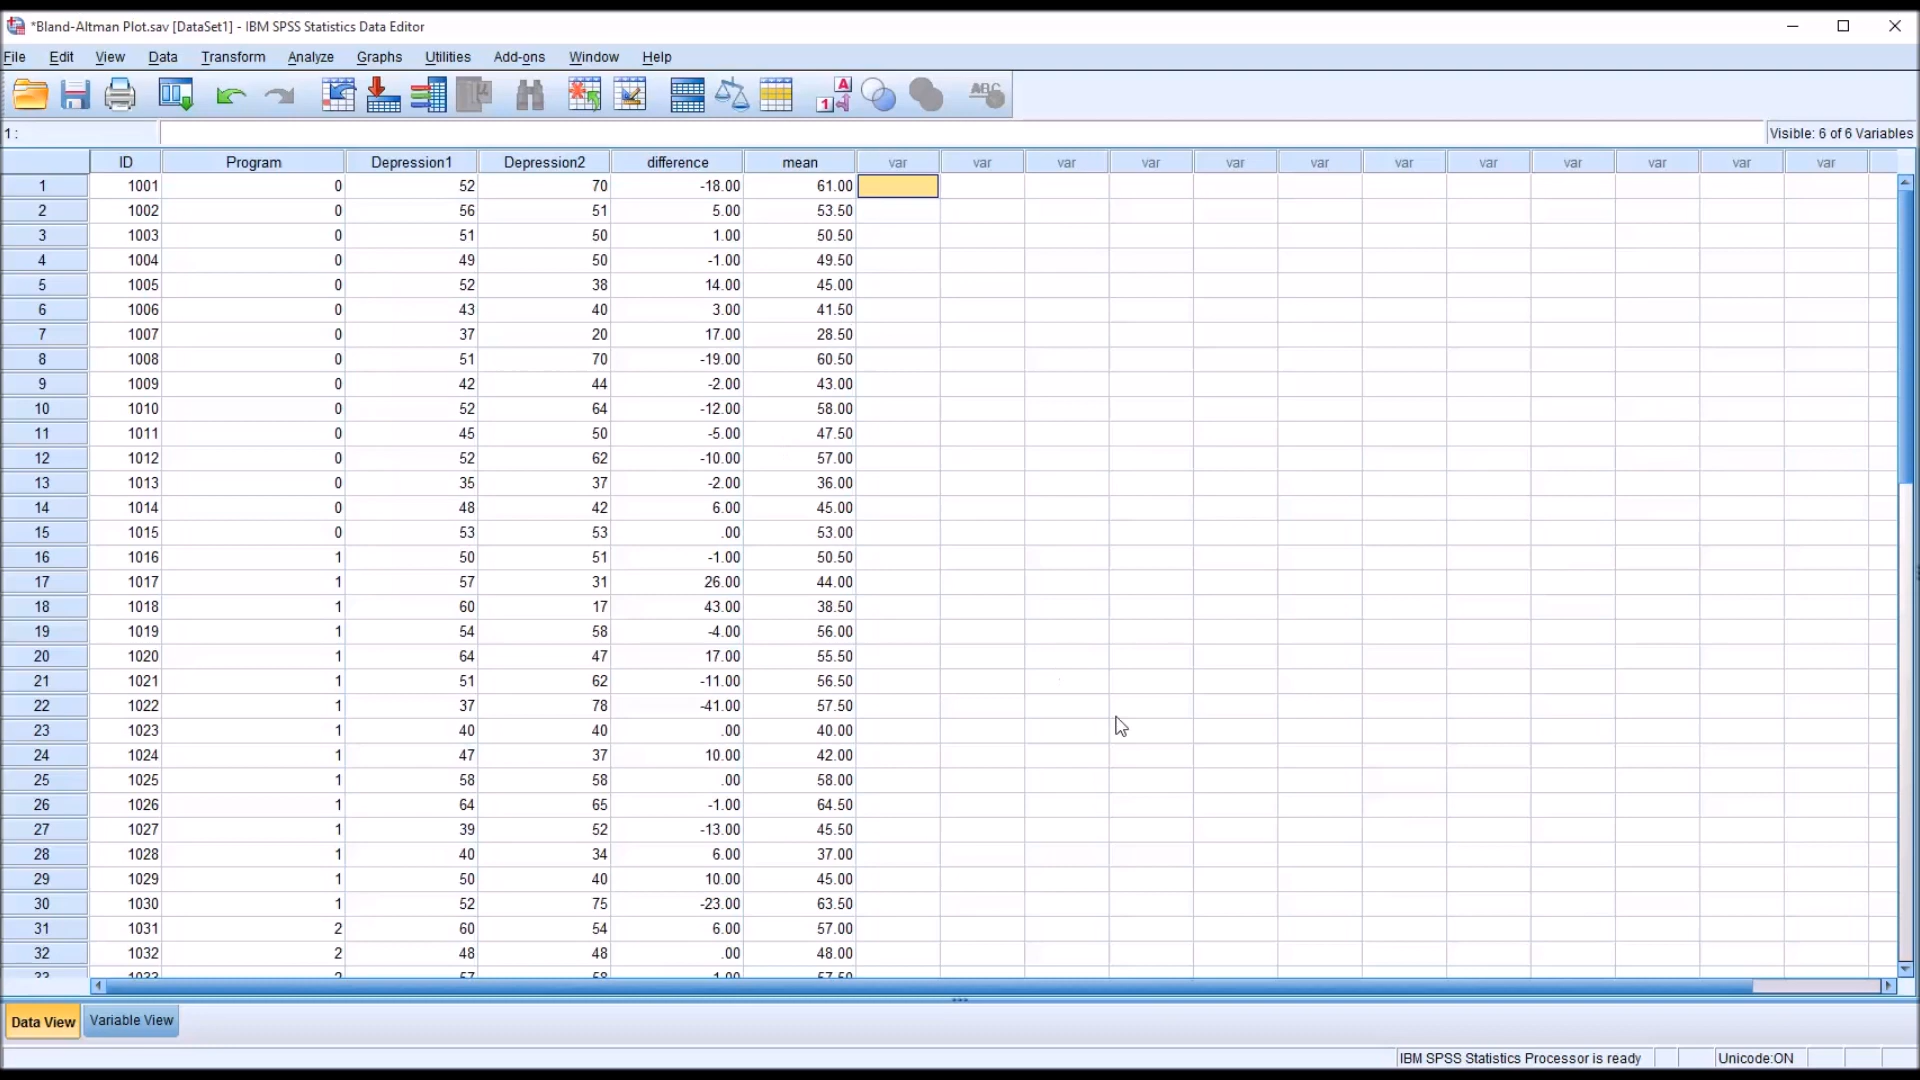 *Bland-Altman Plot.sav [DataSet1] - IBM SPSS Statistics Data Editor
File Edit View Data Transform Analyze Graphs Utilities Add-ons Window Help
1 A ABC
1 : Visible: 6 of 6 Variables
ID Program Depression1 Depression2 difference mean var var var var var var var var var var var var
1 1001 0 52 70 -18.00 61.00
2 1002 0 56 51 5.00 53.50
3 1003 0 51 50 1.00 50.50
4 1004 0 49 50 -1.00 49.50
5 1005 0 52 38 14.00 45.00
6 1006 0 43 40 3.00 41.50
7 1007 0 37 20 17.00 28.50
8 1008 0 51 70 -19.00 60.50
9 1009 0 42 44 -2.00 43.00
10 1010 0 52 64 -12.00 58.00
11 1011 0 45 50 -5.00 47.50
12 1012 0 52 62 -10.00 57.00
13 1013 0 35 37 -2.00 36.00
14 1014 0 48 42 6.00 45.00
15 1015 0 53 53 .00 53.00
16 1016 1 50 51 -1.00 50.50
17 1017 1 57 31 26.00 44.00
18 1018 1 60 17 43.00 38.50
19 1019 1 54 58 -4.00 56.00
20 1020 1 64 47 17.00 55.50
21 1021 1 51 62 -11.00 56.50
22 1022 1 37 78 -41.00 57.50
23 1023 1 40 40 .00 40.00
24 1024 1 47 37 10.00 42.00
25 1025 1 58 58 .00 58.00
26 1026 1 64 65 -1.00 64.50
27 1027 1 39 52 -13.00 45.50
28 1028 1 40 34 6.00 37.00
29 1029 1 50 40 10.00 45.00
30 1030 1 52 75 -23.00 63.50
31 1031 2 60 54 6.00 57.00
32 1032 2 48 48 .00 48.00
33 1033 2 57 58 -1.00 57.50
Data View Variable View
IBM SPSS Statistics Processor is ready Unicode:ON